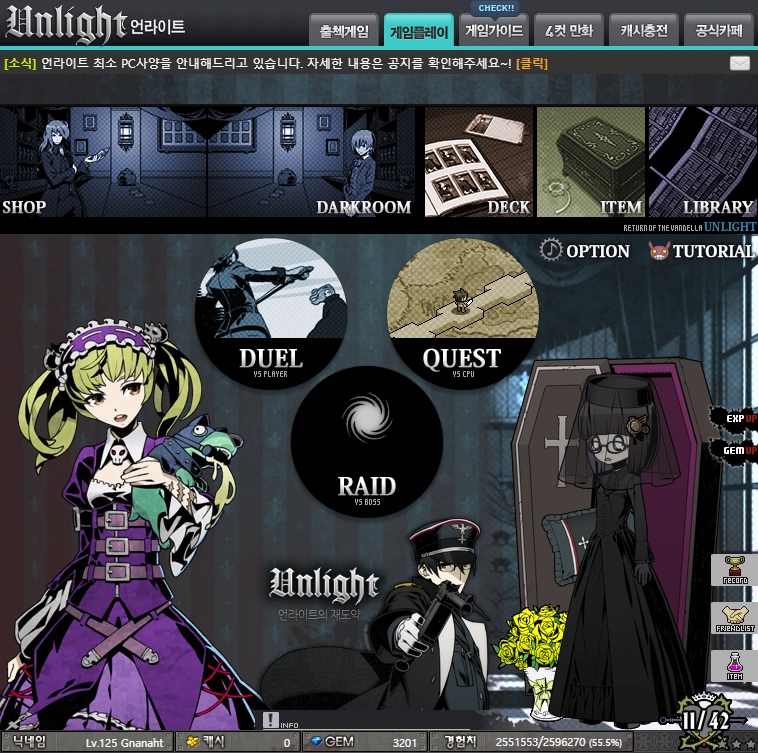 Unlight 언라이트
CHECK!!
출첵게임 게임플레이 게임가이드 4컷 만화 캐시충전 공식카페
[소식] 언라이트 최소 PC사양을 안내해드리고 있습니다. 자세한 내용은 공지를 확인해주세요~! [클릭]
SHOP DARKROOM DECK ITEM LIBRARY
RETURN OF THE VANDELLA UNLIGHT
OPTION TUTORIAL
DUEL
VS PLAYER
QUEST
VS CPU
EXP UP
GEM UP
RAID
VS BOSS
Unlight
언라이트의 재도약
RECORD
FRIENDLIST
ITEM
INFO
11/42
닉네임 Lv.125 Gnanaht 캐시 0 GEM 3201 경험치 2551553/2596270 (55.5%)